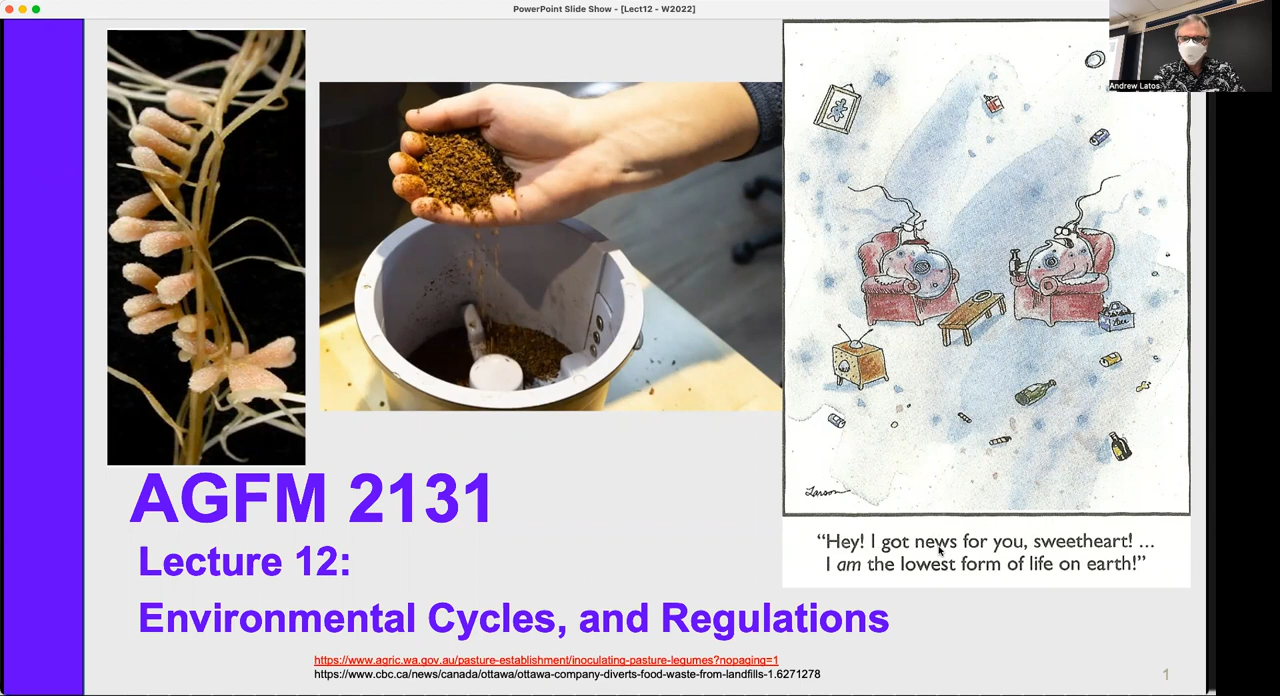 PowerPoint Slide Show - [Lect12 - W2022]
Andrew Latos
Larson
“Hey! I got news for you, sweetheart! ...
I am the lowest form of life on earth!”
AGFM 2131
Lecture 12:
Environmental Cycles, and Regulations
https://www.agric.wa.gov.au/pasture-establishment/inoculating-pasture-legumes?nopaging=1
https://www.cbc.ca/news/canada/ottawa/ottawa-company-diverts-food-waste-from-landfills-1.6271278
1